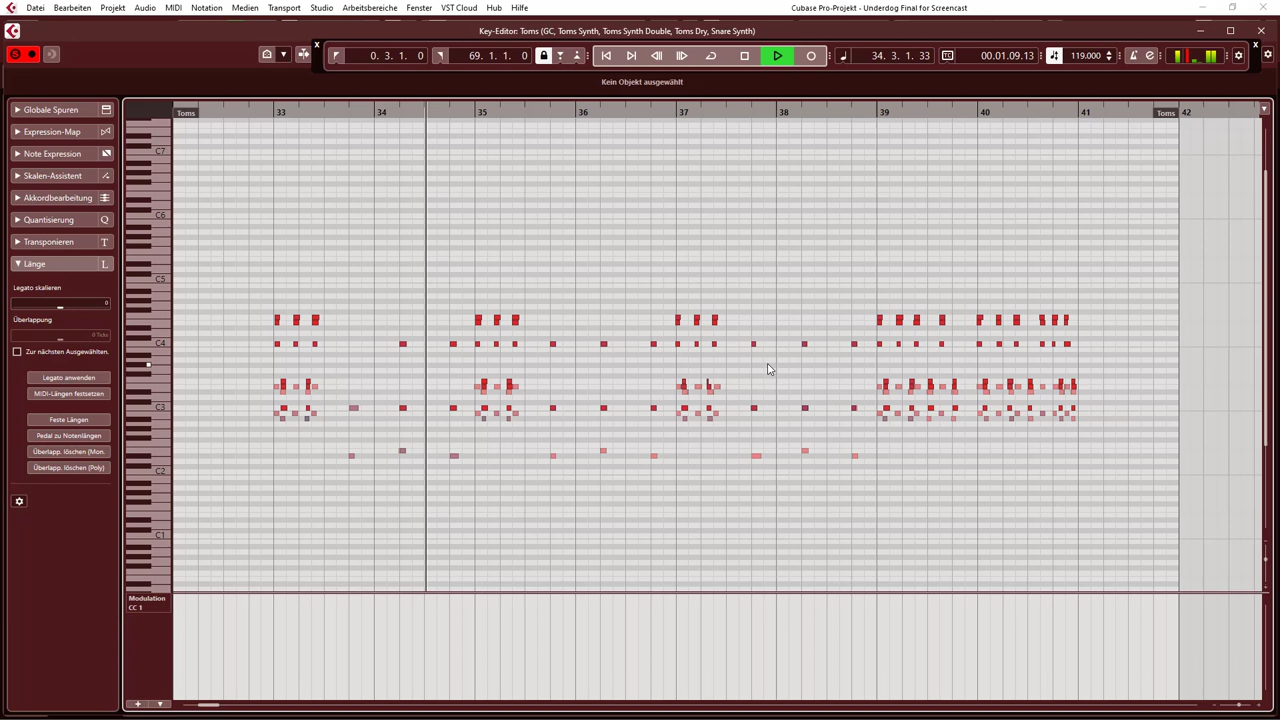 Datei Bearbeiten Projekt Audio MIDI Notation Medien Transport Studio Arbeitsbereiche Fenster VST Cloud Hub Hilfe Cubase Pro-Projekt - Underdog Final for Screencast
Key-Editor: Toms (GC, Toms Synth, Toms Synth Double, Toms Dry, Snare Synth)
S 0. 3. 1. 0 69. 1. 1. 0 34. 3. 1. 33 00.01.09.13 119.000
Kein Objekt ausgewählt
Globale Spuren
Expression-Map
Note Expression
Skalen-Assistent
Akkordbearbeitung
Quantisierung Q
Transponieren T
Länge L
Legato skalieren
0
Überlappung
0 Ticks
Zur nächsten Ausgewählten.
Legato anwenden
MIDI-Längen festsetzen
Feste Längen
Pedal zu Notenlängen
Überlapp. löschen (Mon.
Überlapp. löschen (Poly)
Toms 33 34 35 36 37 38 39 40 41 Toms 42
C7
C6
C5
C4
C3
C2
C1
Modulation
CC 1